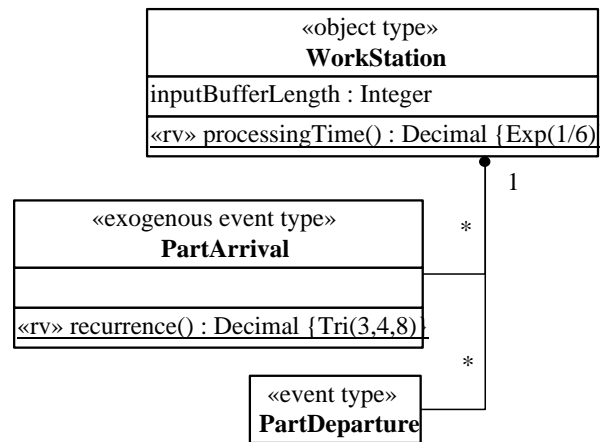 «object type»
WorkStation
inputBufferLength : Integer
«rv» processingTime() : Decimal {Exp(1/6)
1
«exogenous event type»
PartArrival
*
«rv» recurrence() : Decimal {Tri(3,4,8)}
*
«event type»
PartDeparture